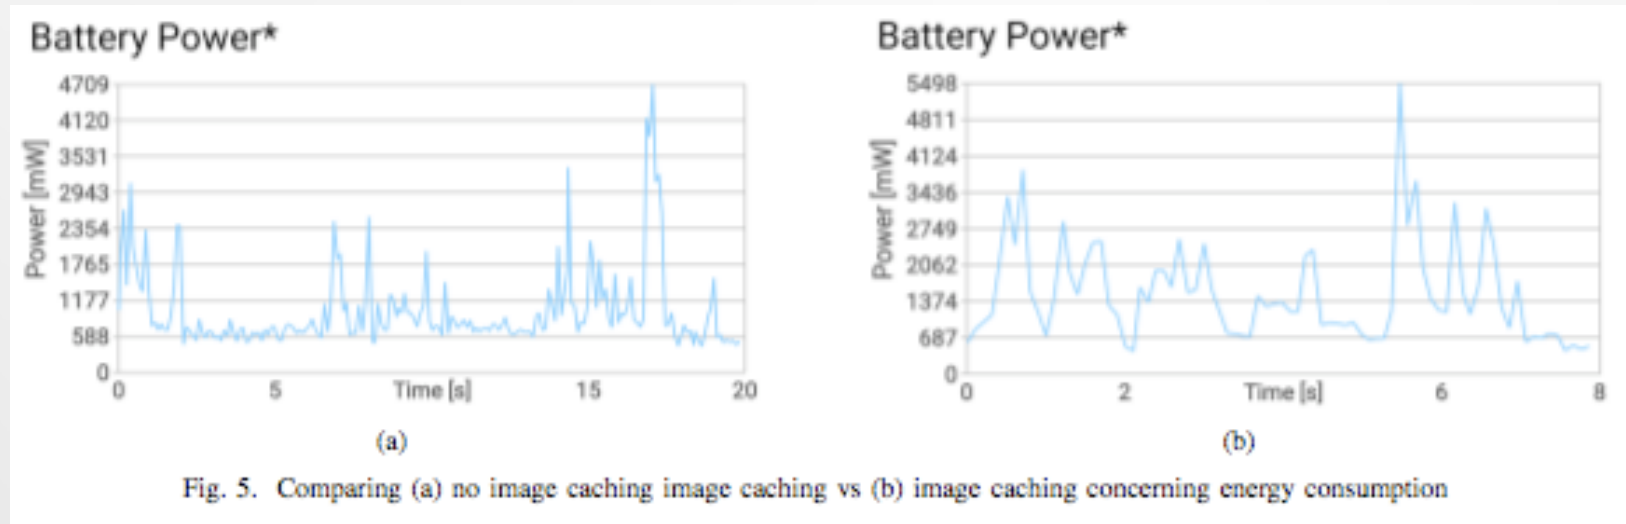 Battery Power*
4709
4120
3531
2943
2354
1765
1177
588
0
Power [mW]
0 5 Time [s] 15 20
(a)
Battery Power*
5498
4811
4124
3436
2749
2062
1374
687
0
Power [mW]
0 2 Time [s] 6 8
(b)
Fig. 5. Comparing (a) no image caching image caching vs (b) image caching concerning energy consumption